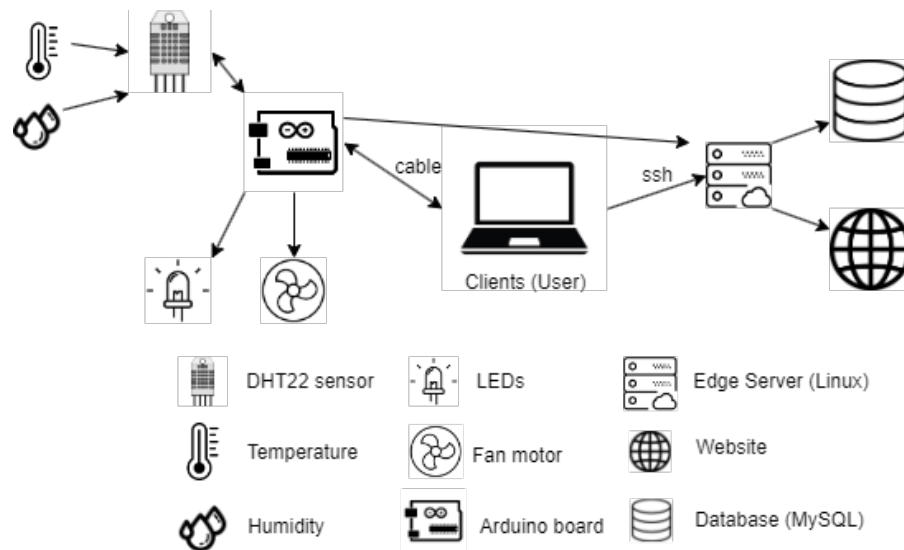 cable
ssh
Clients (User)
DHT22 sensor
LEDs
Edge Server (Linux)
Temperature
Fan motor
Website
Humidity
Arduino board
Database (MySQL)